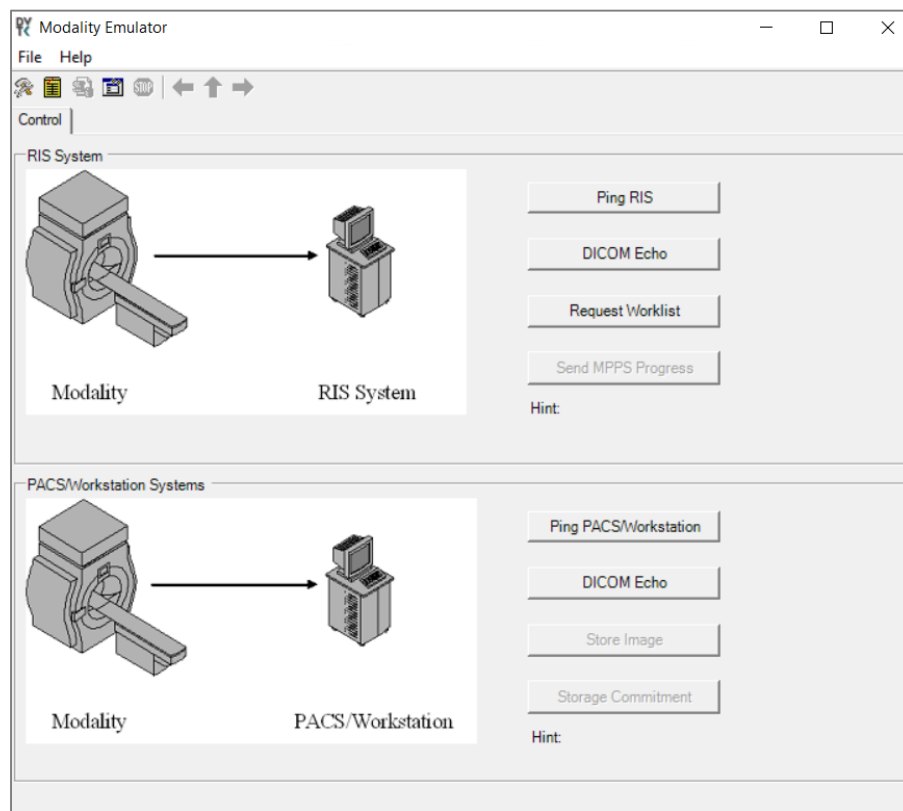 Modality Emulator
File Help
STOP
Control
RIS System
Ping RIS
DICOM Echo
Request Worklist
Send MPPS Progress
Modality RIS System
Hint:
PACS/Workstation Systems
Ping PACS/Workstation
DICOM Echo
Store Image
Storage Commitment
Modality PACS/Workstation
Hint: